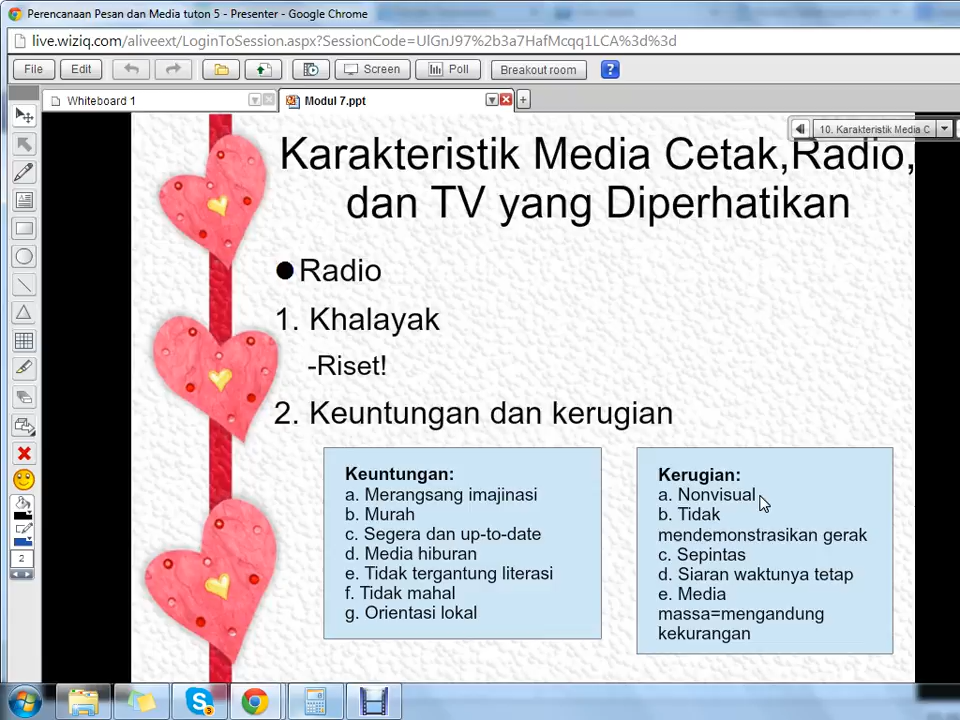 Perencanaan Pesan dan Media tuton 5 - Presenter - Google Chrome
live.wiziq.com/aliveext/LoginToSession.aspx?SessionCode=UlGnJ97%2b3a7HafMcqq1LCA%3d%3d
File Edit Screen Poll Breakout room ?
Whiteboard 1 Modul 7.ppt +
10. Karakteristik Media C
Karakteristik Media Cetak,Radio,
dan TV yang Diperhatikan
Radio
1. Khalayak
-Riset!
2. Keuntungan dan kerugian
Keuntungan:
a. Merangsang imajinasi
b. Murah
c. Segera dan up-to-date
d. Media hiburan
e. Tidak tergantung literasi
f. Tidak mahal
g. Orientasi lokal
Kerugian:
a. Nonvisual
b. Tidak
mendemonstrasikan gerak
c. Sepintas
d. Siaran waktunya tetap
e. Media
massa=mengandung
kekurangan
2
3